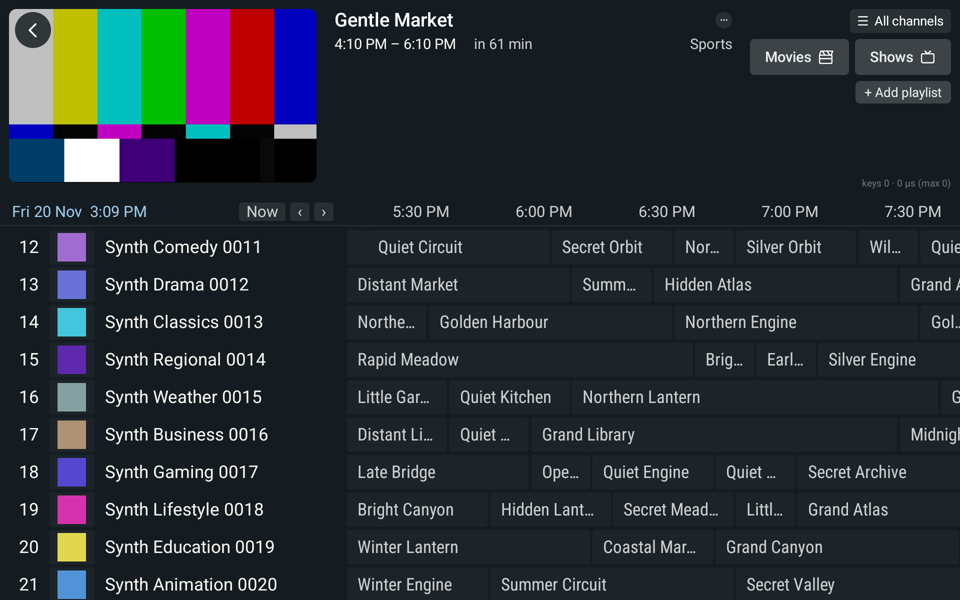 Gentle Market
4:10 PM – 6:10 PM in 61 min
Sports
All channels
Movies
Shows
+ Add playlist
keys 0 · 0 µs (max 0)
Fri 20 Nov 3:09 PM Now ‹ › 5:30 PM 6:00 PM 6:30 PM 7:00 PM 7:30 PM
12 Synth Comedy 0011 Quiet Circuit Secret Orbit Nor… Silver Orbit Wil… Quie
13 Synth Drama 0012 Distant Market Summ… Hidden Atlas Grand A
14 Synth Classics 0013 Northe… Golden Harbour Northern Engine Gol…
15 Synth Regional 0014 Rapid Meadow Brig… Earl… Silver Engine
16 Synth Weather 0015 Little Gar… Quiet Kitchen Northern Lantern G
17 Synth Business 0016 Distant Li… Quiet … Grand Library Midnigh
18 Synth Gaming 0017 Late Bridge Ope… Quiet Engine Quiet … Secret Archive
19 Synth Lifestyle 0018 Bright Canyon Hidden Lant… Secret Mead… Littl… Grand Atlas
20 Synth Education 0019 Winter Lantern Coastal Mar… Grand Canyon
21 Synth Animation 0020 Winter Engine Summer Circuit Secret Valley